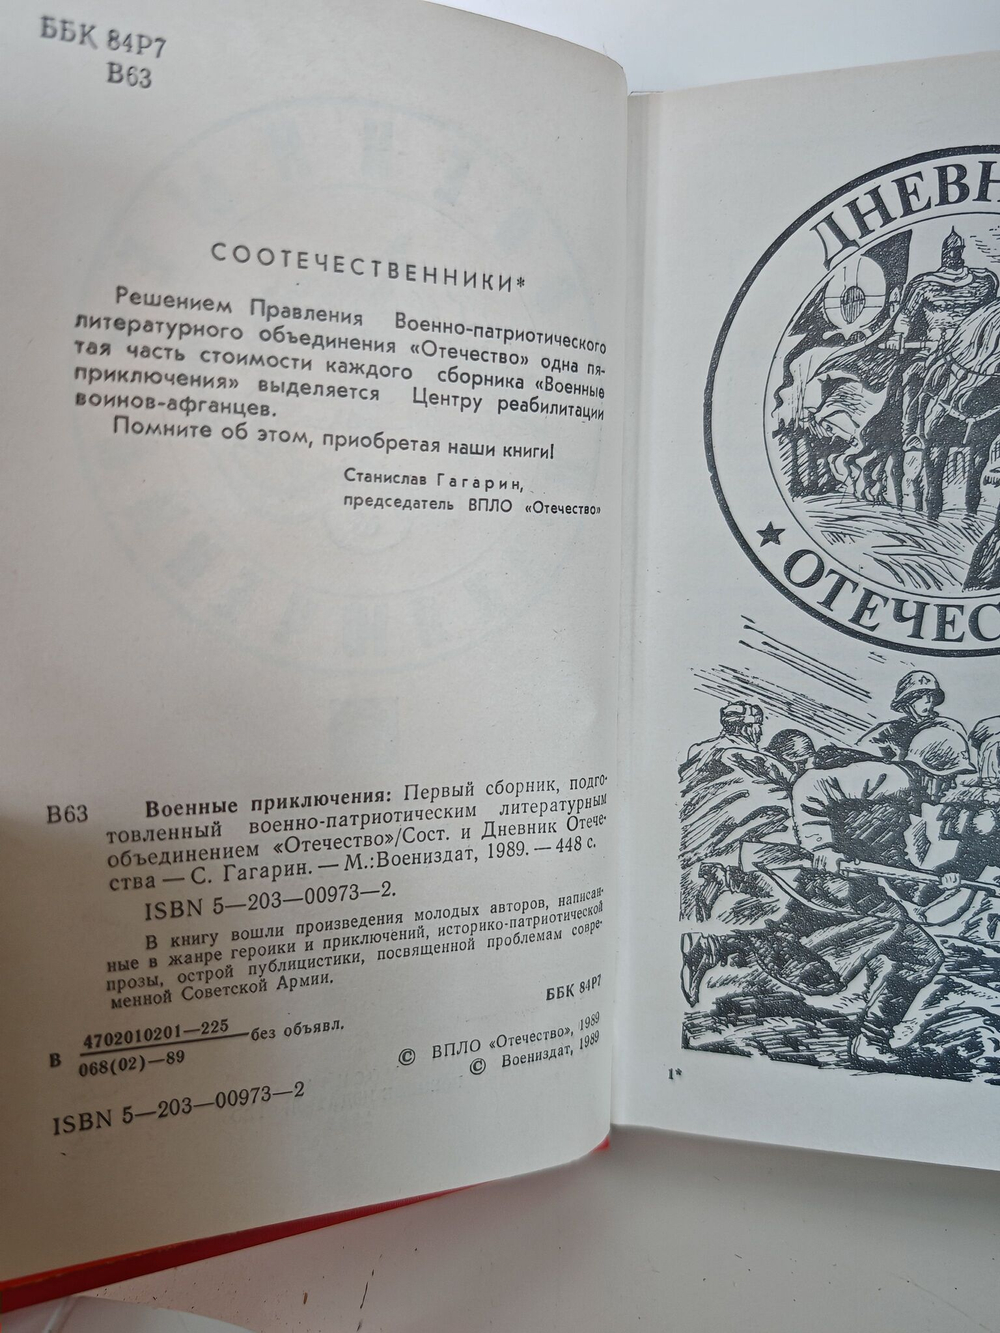 ББК 84Р7
В63
СООТЕЧЕСТВЕННИКИ*
Решением Правления Военно-патриотического
литературного объединения «Отечество» одна пя-
тая часть стоимости каждого сборника «Военные
приключения» выделяется Центру реабилитации
воинов-афганцев.
Помните об этом, приобретая наши книги!
Станислав Гагарин,
председатель ВПЛО «Отечество»
В63 Военные приключения: Первый сборник, подго-
товленный военно-патриотическим литературным
объединением «Отечество»/Сост. и Дневник Отече-
ства — С. Гагарин. — М.:Воениздат, 1989. — 448 с.
ISBN 5—203—00973—2.
В книгу вошли произведения молодых авторов, написан-
ные в жанре героики и приключений, историко-патриотической
прозы, острой публицистики, посвященной проблемам совре-
менной Советской Армии.
В 4702010201—225 без объявл.
068(02)—89
ББК 84Р7
© ВПЛО «Отечество», 1989
© Воениздат, 1989
ISBN 5—203—00973—2
ДНЕВН
ОТЕЧЕС
1*